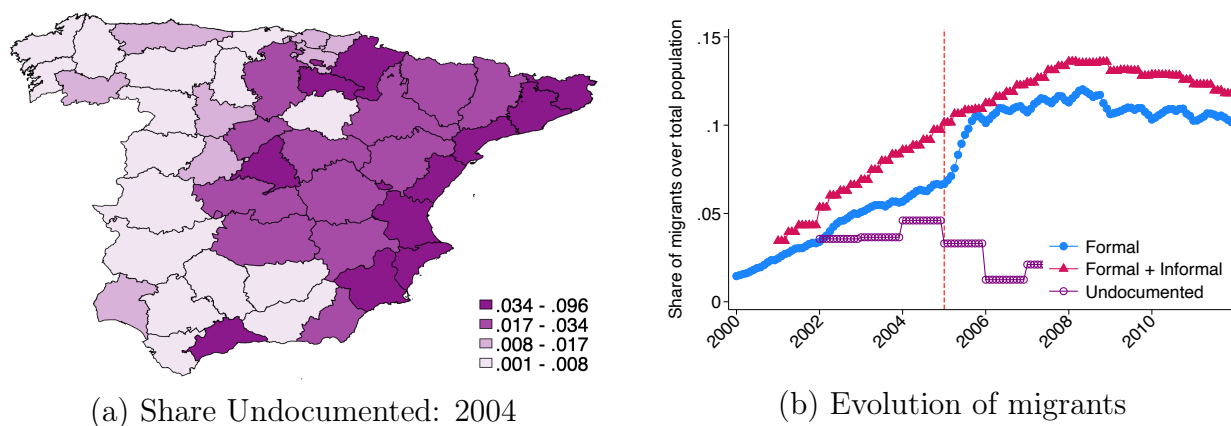 .034 - .096
.017 - .034
.008 - .017
.001 - .008
(a) Share Undocumented: 2004
Share of migrants over total population
.15
.1
.05
0
2000
2002
2004
2006
2008
2010
Formal
Formal + Informal
Undocumented
(b) Evolution of migrants